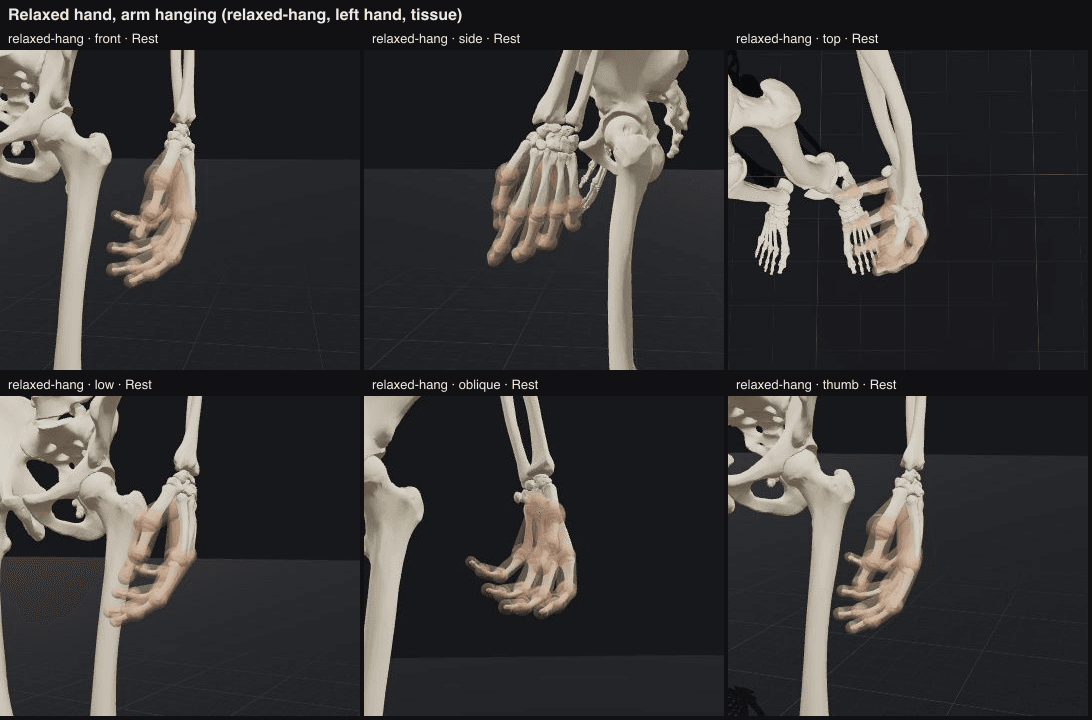 Relaxed hand, arm hanging (relaxed-hang, left hand, tissue)
relaxed-hang · front · Rest
relaxed-hang · side · Rest
relaxed-hang · top · Rest
relaxed-hang · low · Rest
relaxed-hang · oblique · Rest
relaxed-hang · thumb · Rest